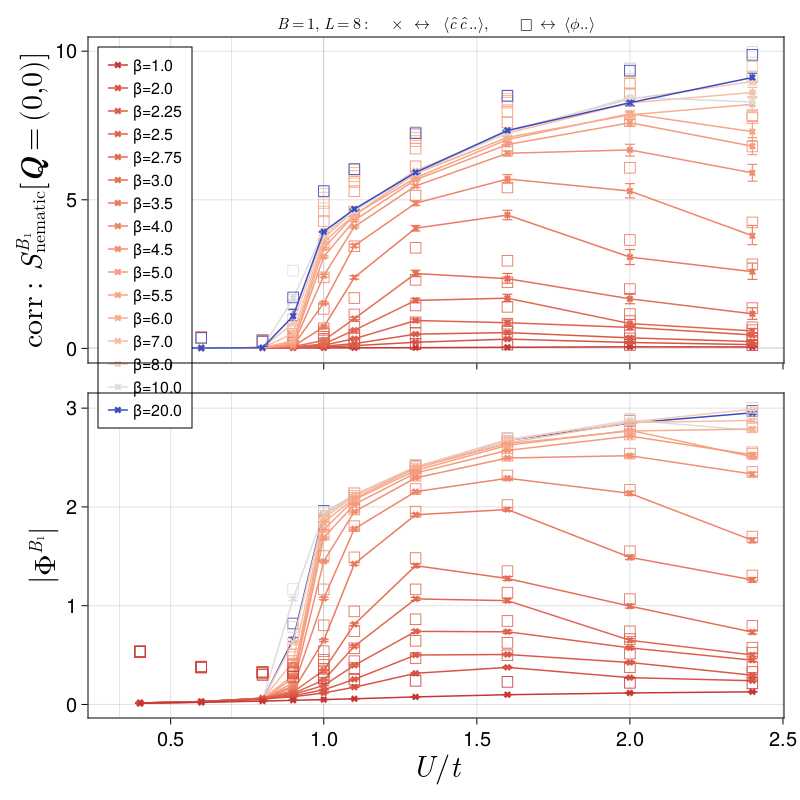 B = 1, L = 8 :   × ↔ ⟨ĉ ĉ ..⟩,   □ ↔ ⟨ϕ..⟩
corr : S^{B_1}_{nematic}[Q = (0,0)]
10
5
0
β=1.0
β=2.0
β=2.25
β=2.5
β=2.75
β=3.0
β=3.5
β=4.0
β=4.5
β=5.0
β=5.5
β=6.0
β=7.0
β=8.0
β=10.0
β=20.0
|Φ^{B_1}|
3
2
1
0
0.5 1.0 1.5 2.0 2.5
U/t